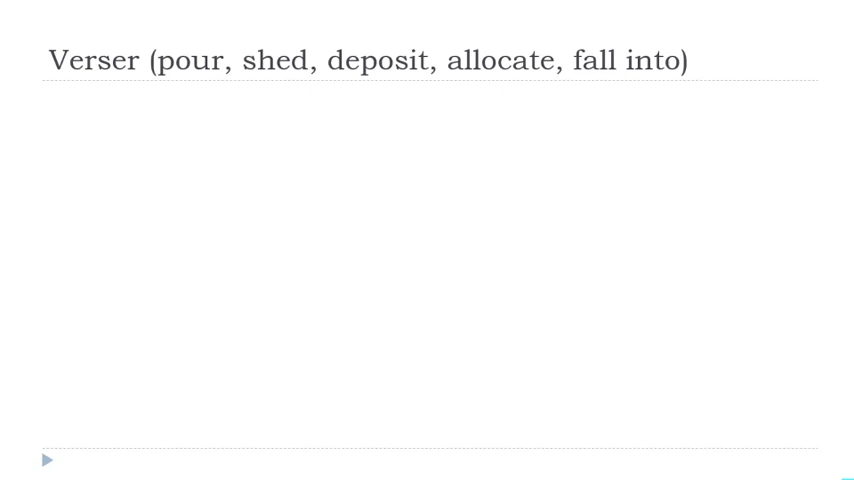 Verser (pour, shed, deposit, allocate, fall into)